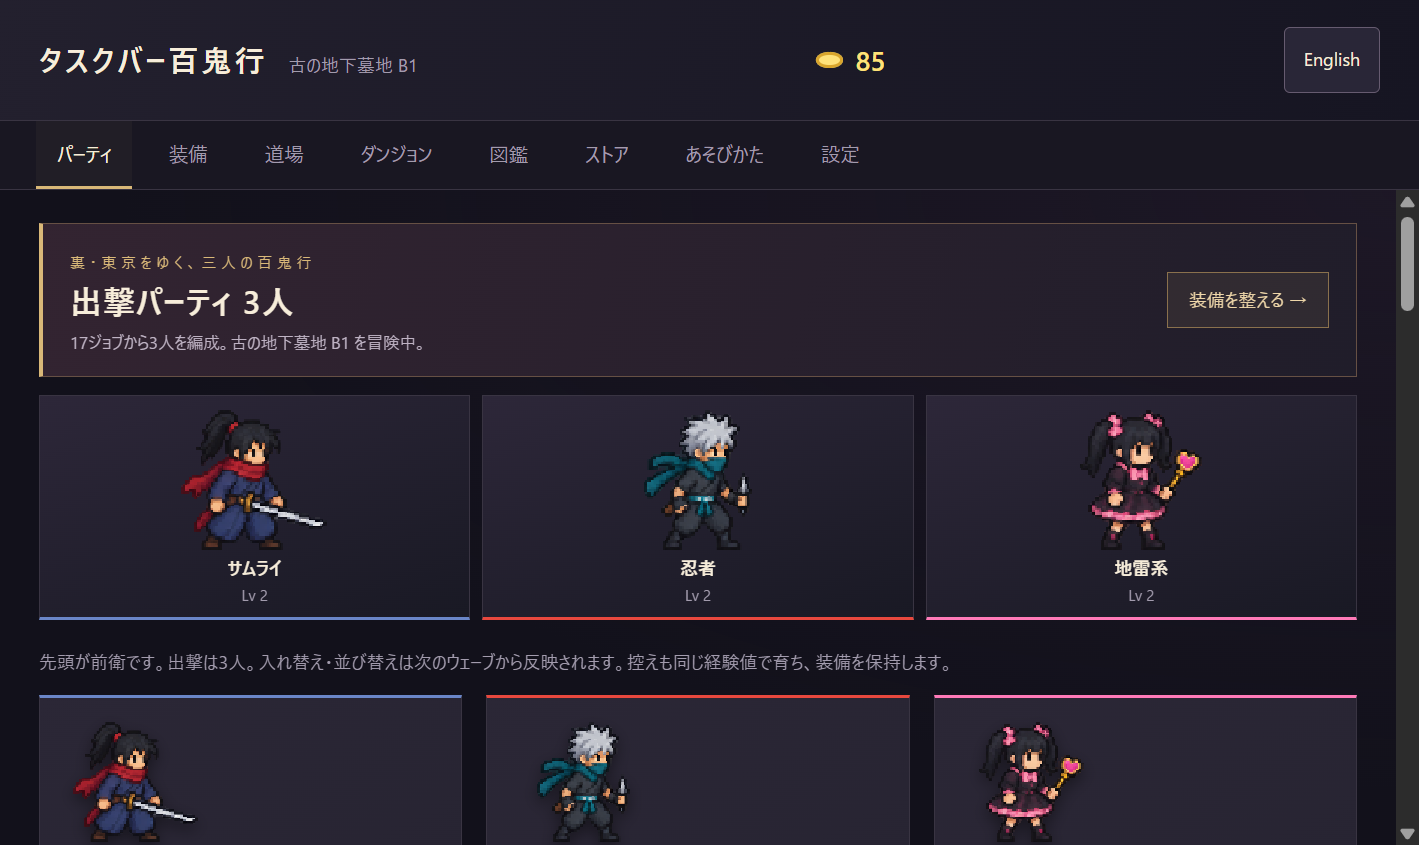 タスクバー百鬼行 古の地下墓地 B1 85 English
パーティ 装備 道場 ダンジョン 図鑑 ストア あそびかた 設定
裏・東京をゆく、三人の百鬼行
出撃パーティ 3人
17ジョブから3人を編成。古の地下墓地 B1 を冒険中。
装備を整える →
サムライ 忍者 地雷系
Lv 2 Lv 2 Lv 2
先頭が前衛です。出撃は3人。入れ替え・並び替えは次のウェーブから反映されます。控えも同じ経験値で育ち、装備を保持します。